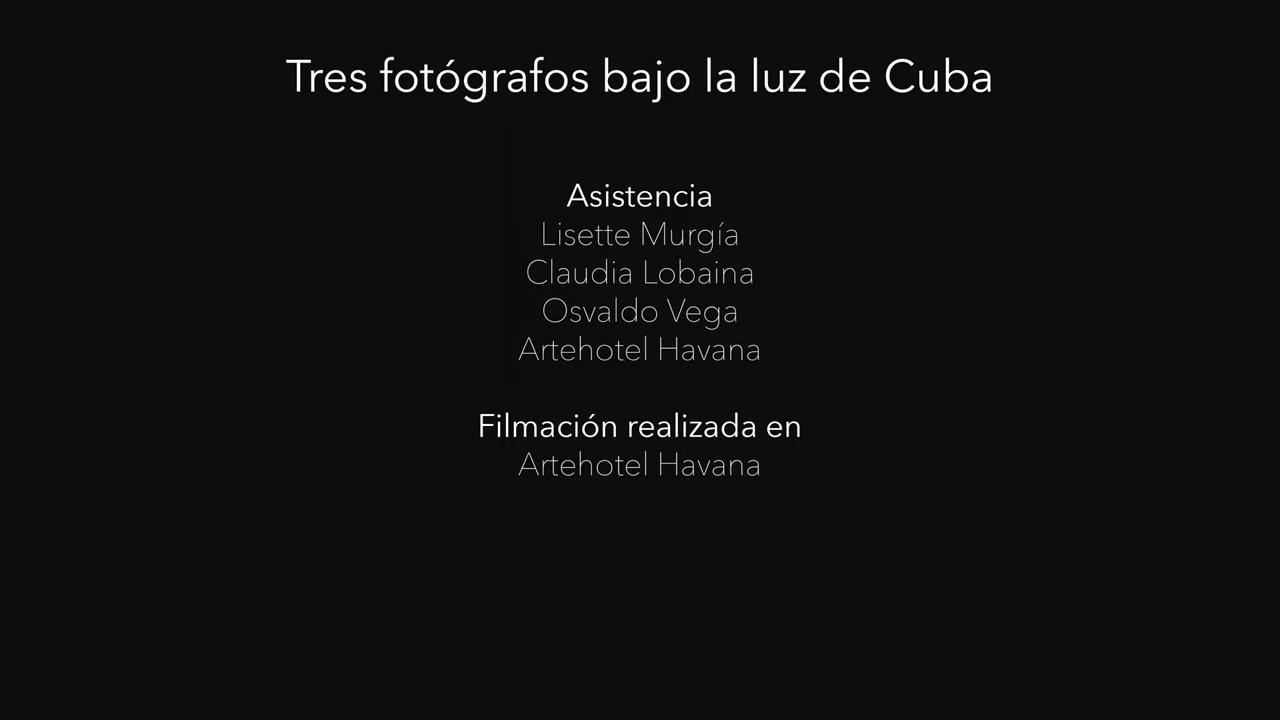 Tres fotógrafos bajo la luz de Cuba
Asistencia
Lisette Murgía
Claudia Lobaina
Osvaldo Vega
Artehotel Havana
Filmación realizada en
Artehotel Havana